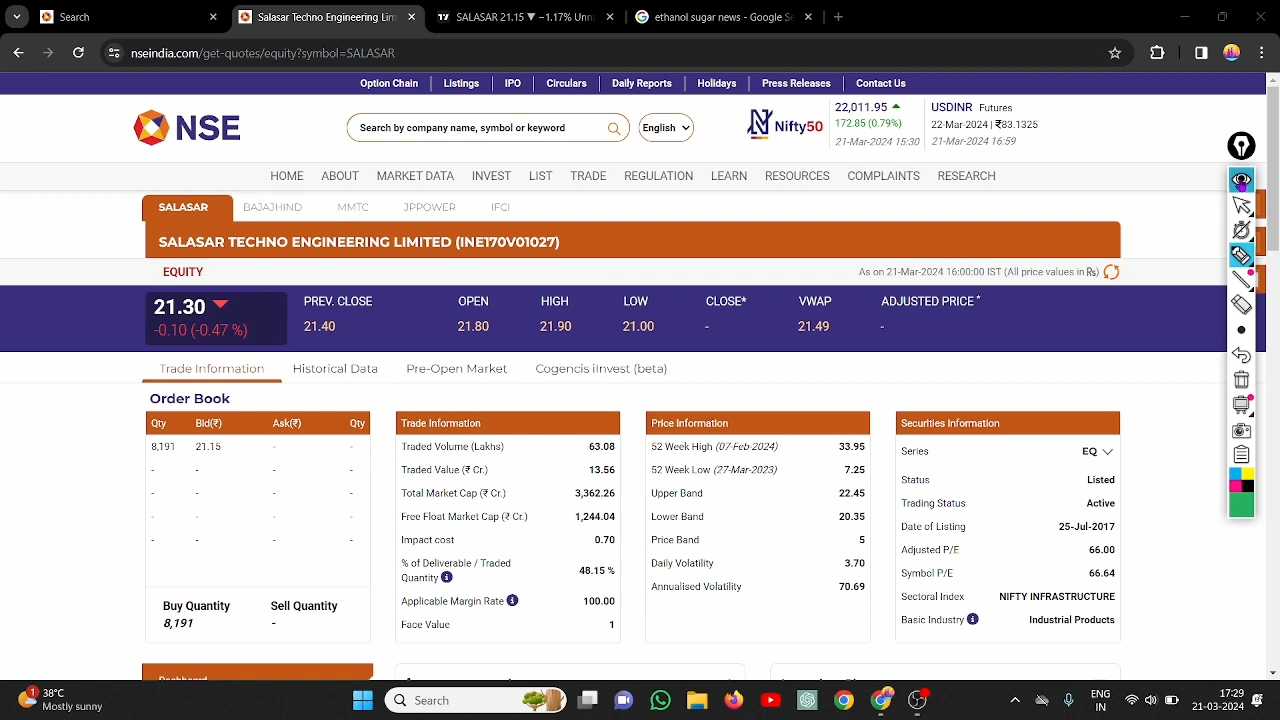 Search
Salasar Techno Engineering Lim
SALASAR 21.15 ▼ −1.17% Unn
ethanol sugar news - Google Se
nseindia.com/get-quotes/equity?symbol=SALASAR
Option Chain
Listings
IPO
Circulars
Daily Reports
Holidays
Press Releases
Contact Us
NSE
Search by company name, symbol or keyword
English
Nifty50
22,011.95
172.85 (0.79%)
21-Mar-2024 15:30
USDINR Futures
22-Mar-2024 | ₹83.1325
21-Mar-2024 16:59
HOME ABOUT MARKET DATA INVEST LIST TRADE REGULATION LEARN RESOURCES COMPLAINTS RESEARCH
SALASAR BAJAJHIND MMTC JPPOWER IFCI
SALASAR TECHNO ENGINEERING LIMITED (INE170V01027)
EQUITY
As on 21-Mar-2024 16:00:00 IST (All price values in ₹)
21.30
-0.10 (-0.47 %)
PREV. CLOSE OPEN HIGH LOW CLOSE* VWAP ADJUSTED PRICE^
21.40 21.80 21.90 21.00 - 21.49 -
Trade Information Historical Data Pre-Open Market Cogencis iInvest (beta)
Order Book
Qty Bid(₹) Ask(₹) Qty
8,191 21.15 - -
- - - -
- - - -
- - - -
- - - -
Buy Quantity Sell Quantity
8,191 -
Trade Information
Traded Volume (Lakhs) 63.08
Traded Value (₹ Cr.) 13.56
Total Market Cap (₹ Cr.) 3,362.26
Free Float Market Cap (₹ Cr.) 1,244.04
Impact cost 0.70
% of Deliverable / Traded
Quantity 48.15 %
Applicable Margin Rate 100.00
Face Value 1
Price Information
52 Week High (07-Feb-2024) 33.95
52 Week Low (27-Mar-2023) 7.25
Upper Band 22.45
Lower Band 20.35
Price Band 5
Daily Volatility 3.70
Annualised Volatility 70.69
Securities Information
Series EQ
Status Listed
Trading Status Active
Date of Listing 25-Jul-2017
Adjusted P/E 66.00
Symbol P/E 66.64
Sectoral Index NIFTY INFRASTRUCTURE
Basic Industry Industrial Products
Dashboard
1
38°C
Mostly sunny
Search
ENG
IN
17:29
21-03-2024